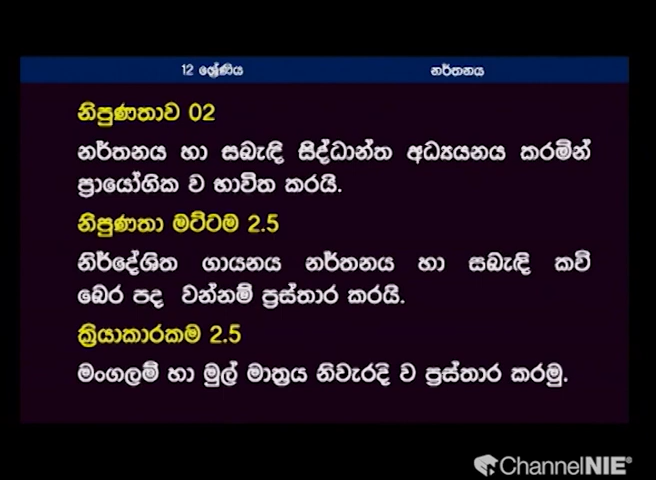 12 ශ්‍රේණිය නර්තනය
නිපුණතාව 02
නර්තනය හා සබැඳි සිද්ධාන්ත අධ්‍යයනය කරමින්
ප්‍රායෝගික ව භාවිත කරයි.
නිපුණතා මට්ටම 2.5
නිර්දේශිත ගායනය නර්තනය හා සබැඳි කවි
බෙර පද වන්නම් ප්‍රස්තාර කරයි.
ක්‍රියාකාරකම 2.5
මංගලම් හා මුල් මාත්‍රය නිවැරදි ව ප්‍රස්තාර කරමු.
ChannelNIE®